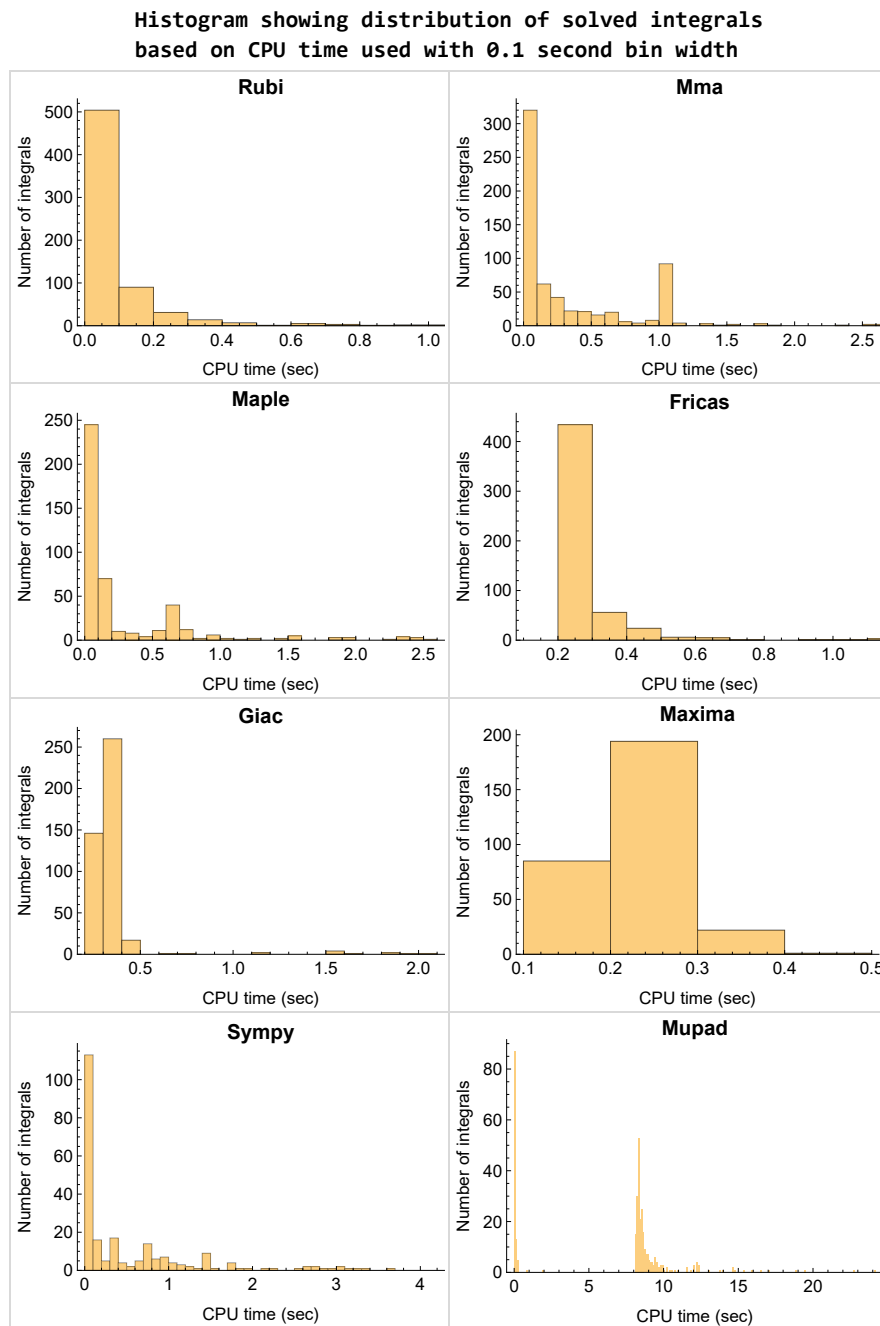 Histogram showing distribution of solved integrals
based on CPU time used with 0.1 second bin width
Rubi
Number of integrals
500
400
300
200
100
0
0.0 0.2 0.4 0.6 0.8 1.0
CPU time (sec)
Mma
Number of integrals
300
250
200
150
100
50
0
0.0 0.5 1.0 1.5 2.0 2.5
CPU time (sec)
Maple
Number of integrals
250
200
150
100
50
0
0.0 0.5 1.0 1.5 2.0 2.5
CPU time (sec)
Fricas
Number of integrals
400
300
200
100
0
0.2 0.4 0.6 0.8 1.0
CPU time (sec)
Giac
Number of integrals
250
200
150
100
50
0
0.5 1.0 1.5 2.0
CPU time (sec)
Maxima
Number of integrals
200
150
100
50
0
0.1 0.2 0.3 0.4 0.5
CPU time (sec)
Sympy
Number of integrals
100
80
60
40
20
0
0 1 2 3 4
CPU time (sec)
Mupad
Number of integrals
80
60
40
20
0
0 5 10 15 20
CPU time (sec)